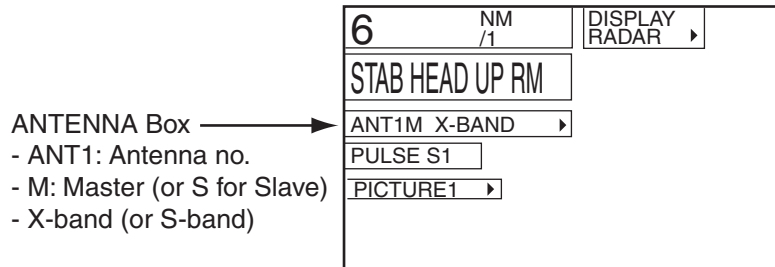 6 NM /1
DISPLAY RADAR
STAB HEAD UP RM
ANTENNA Box
- ANT1: Antenna no.
- M: Master (or S for Slave)
- X-band (or S-band)
ANT1M X-BAND
PULSE S1
PICTURE1